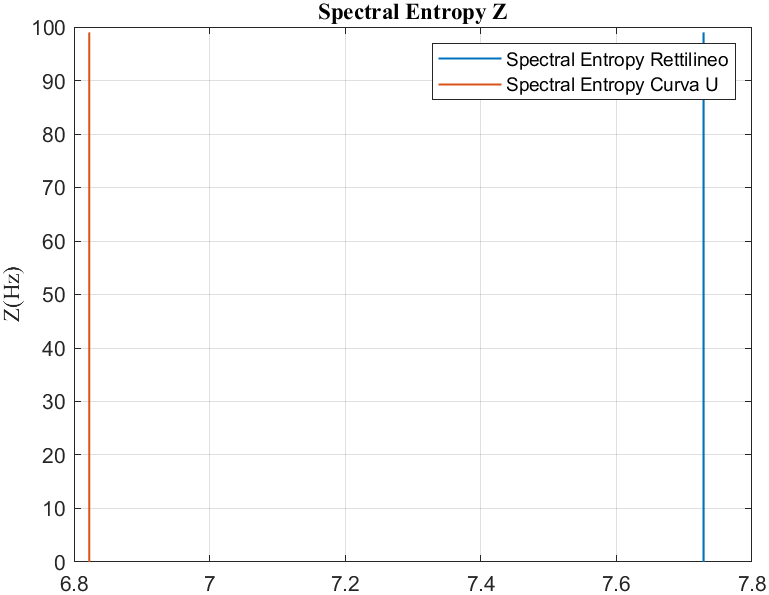 Spectral Entropy Z
Spectral Entropy Rettilineo
Spectral Entropy Curva U
Z(Hz)
100
90
80
70
60
50
40
30
20
10
0
6.8 7 7.2 7.4 7.6 7.8